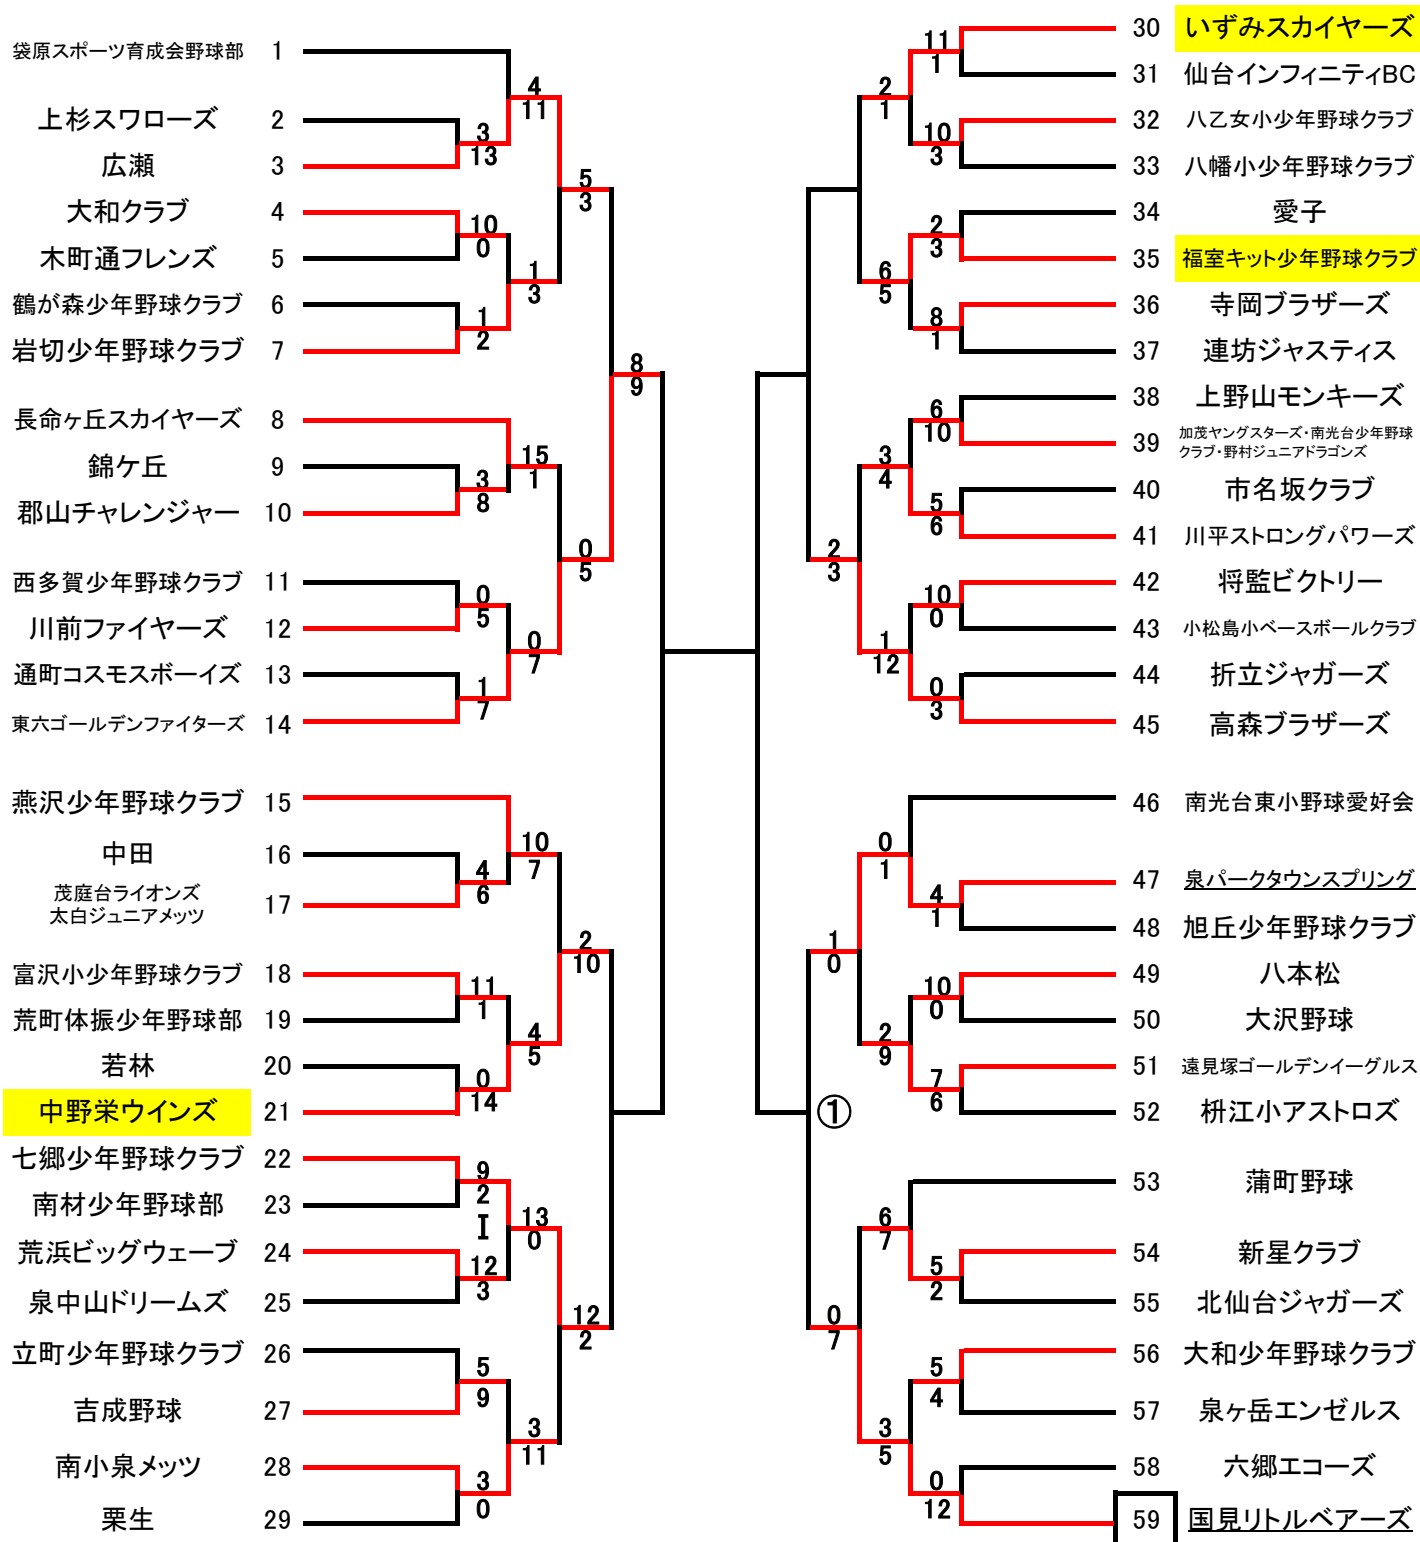 袋原スポーツ育成会野球部 1
上杉スワローズ 2
広瀬 3
大和クラブ 4
木町通フレンズ 5
鶴が森少年野球クラブ 6
岩切少年野球クラブ 7
長命ヶ丘スカイヤーズ 8
錦ケ丘 9
郡山チャレンジャー 10
西多賀少年野球クラブ 11
川前ファイヤーズ 12
通町コスモスボーイズ 13
東六ゴールデンファイターズ 14
燕沢少年野球クラブ 15
中田 16
茂庭台ライオンズ
太白ジュニアメッツ 17
富沢小少年野球クラブ 18
荒町体振少年野球部 19
若林 20
中野栄ウインズ 21
七郷少年野球クラブ 22
南材少年野球部 23
荒浜ビッグウェーブ 24
泉中山ドリームズ 25
立町少年野球クラブ 26
吉成野球 27
南小泉メッツ 28
栗生 29
3
13
10
0
1
2
3
8
0
5
1
7
4
6
11
1
0
14
9
2
I
12
3
5
9
3
0
4
11
1
3
15
1
0
7
10
7
4
5
13
0
3
11
5
3
0
5
2
10
12
2
8
9
2
3
1
0
①
0
7
2
1
6
5
3
4
1
12
0
1
2
9
6
7
3
5
11
1
10
3
2
3
8
1
6
10
5
6
10
0
0
3
4
1
10
0
7
6
5
2
5
4
0
12
30 いずみスカイヤーズ
31 仙台インフィニティBC
32 八乙女小少年野球クラブ
33 八幡小少年野球クラブ
34 愛子
35 福室キット少年野球クラブ
36 寺岡ブラザーズ
37 連坊ジャスティス
38 上野山モンキーズ
39 加茂ヤングスターズ・南光台少年野球
クラブ・野村ジュニアドラゴンズ
40 市名坂クラブ
41 川平ストロングパワーズ
42 将監ビクトリー
43 小松島小ベースボールクラブ
44 折立ジャガーズ
45 高森ブラザーズ
46 南光台東小野球愛好会
47 泉パークタウンスプリング
48 旭丘少年野球クラブ
49 八本松
50 大沢野球
51 遠見塚ゴールデンイーグルス
52 枡江小アストロズ
53 蒲町野球
54 新星クラブ
55 北仙台ジャガーズ
56 大和少年野球クラブ
57 泉ヶ岳エンゼルス
58 六郷エコーズ
59 国見リトルベアーズ